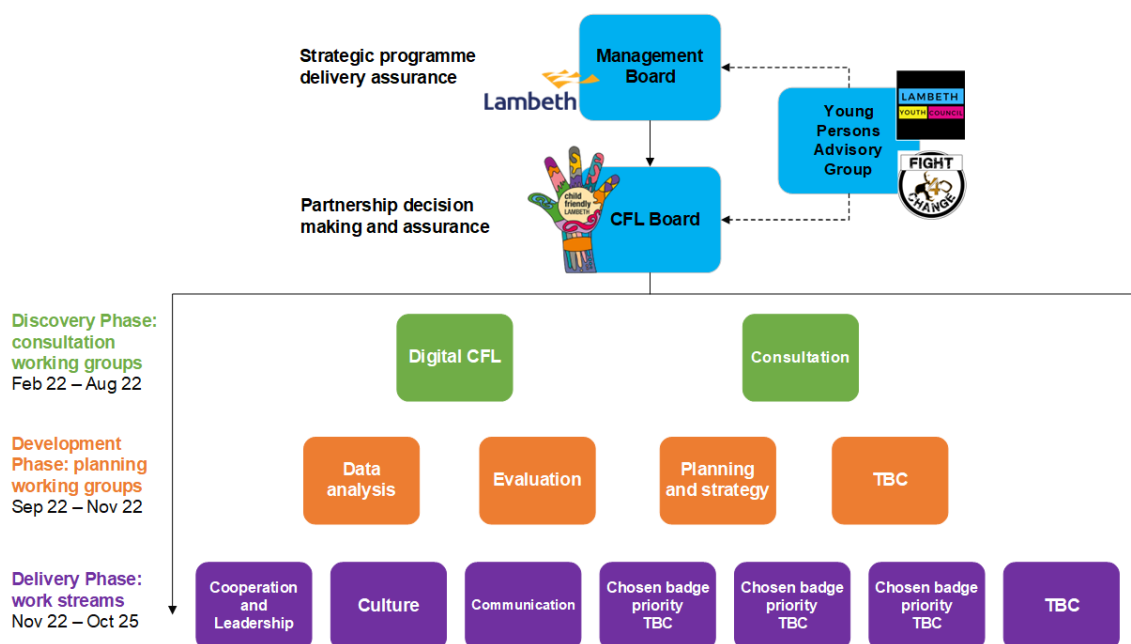 Strategic programme
delivery assurance
Lambeth
Management
Board
Young
Persons
Advisory
Group
LAMBETH
YOUTH COUNCIL
FIGHT
4
CHANGE
Partnership decision
making and assurance
child
friendly
LAMBETH
CFL Board
Discovery Phase:
consultation
working groups
Feb 22 – Aug 22
Digital CFL
Consultation
Development
Phase: planning
working groups
Sep 22 – Nov 22
Data
analysis
Evaluation
Planning
and strategy
TBC
Delivery Phase:
work streams
Nov 22 – Oct 25
Cooperation
and
Leadership
Culture
Communication
Chosen badge
priority
TBC
Chosen badge
priority
TBC
Chosen badge
priority
TBC
TBC